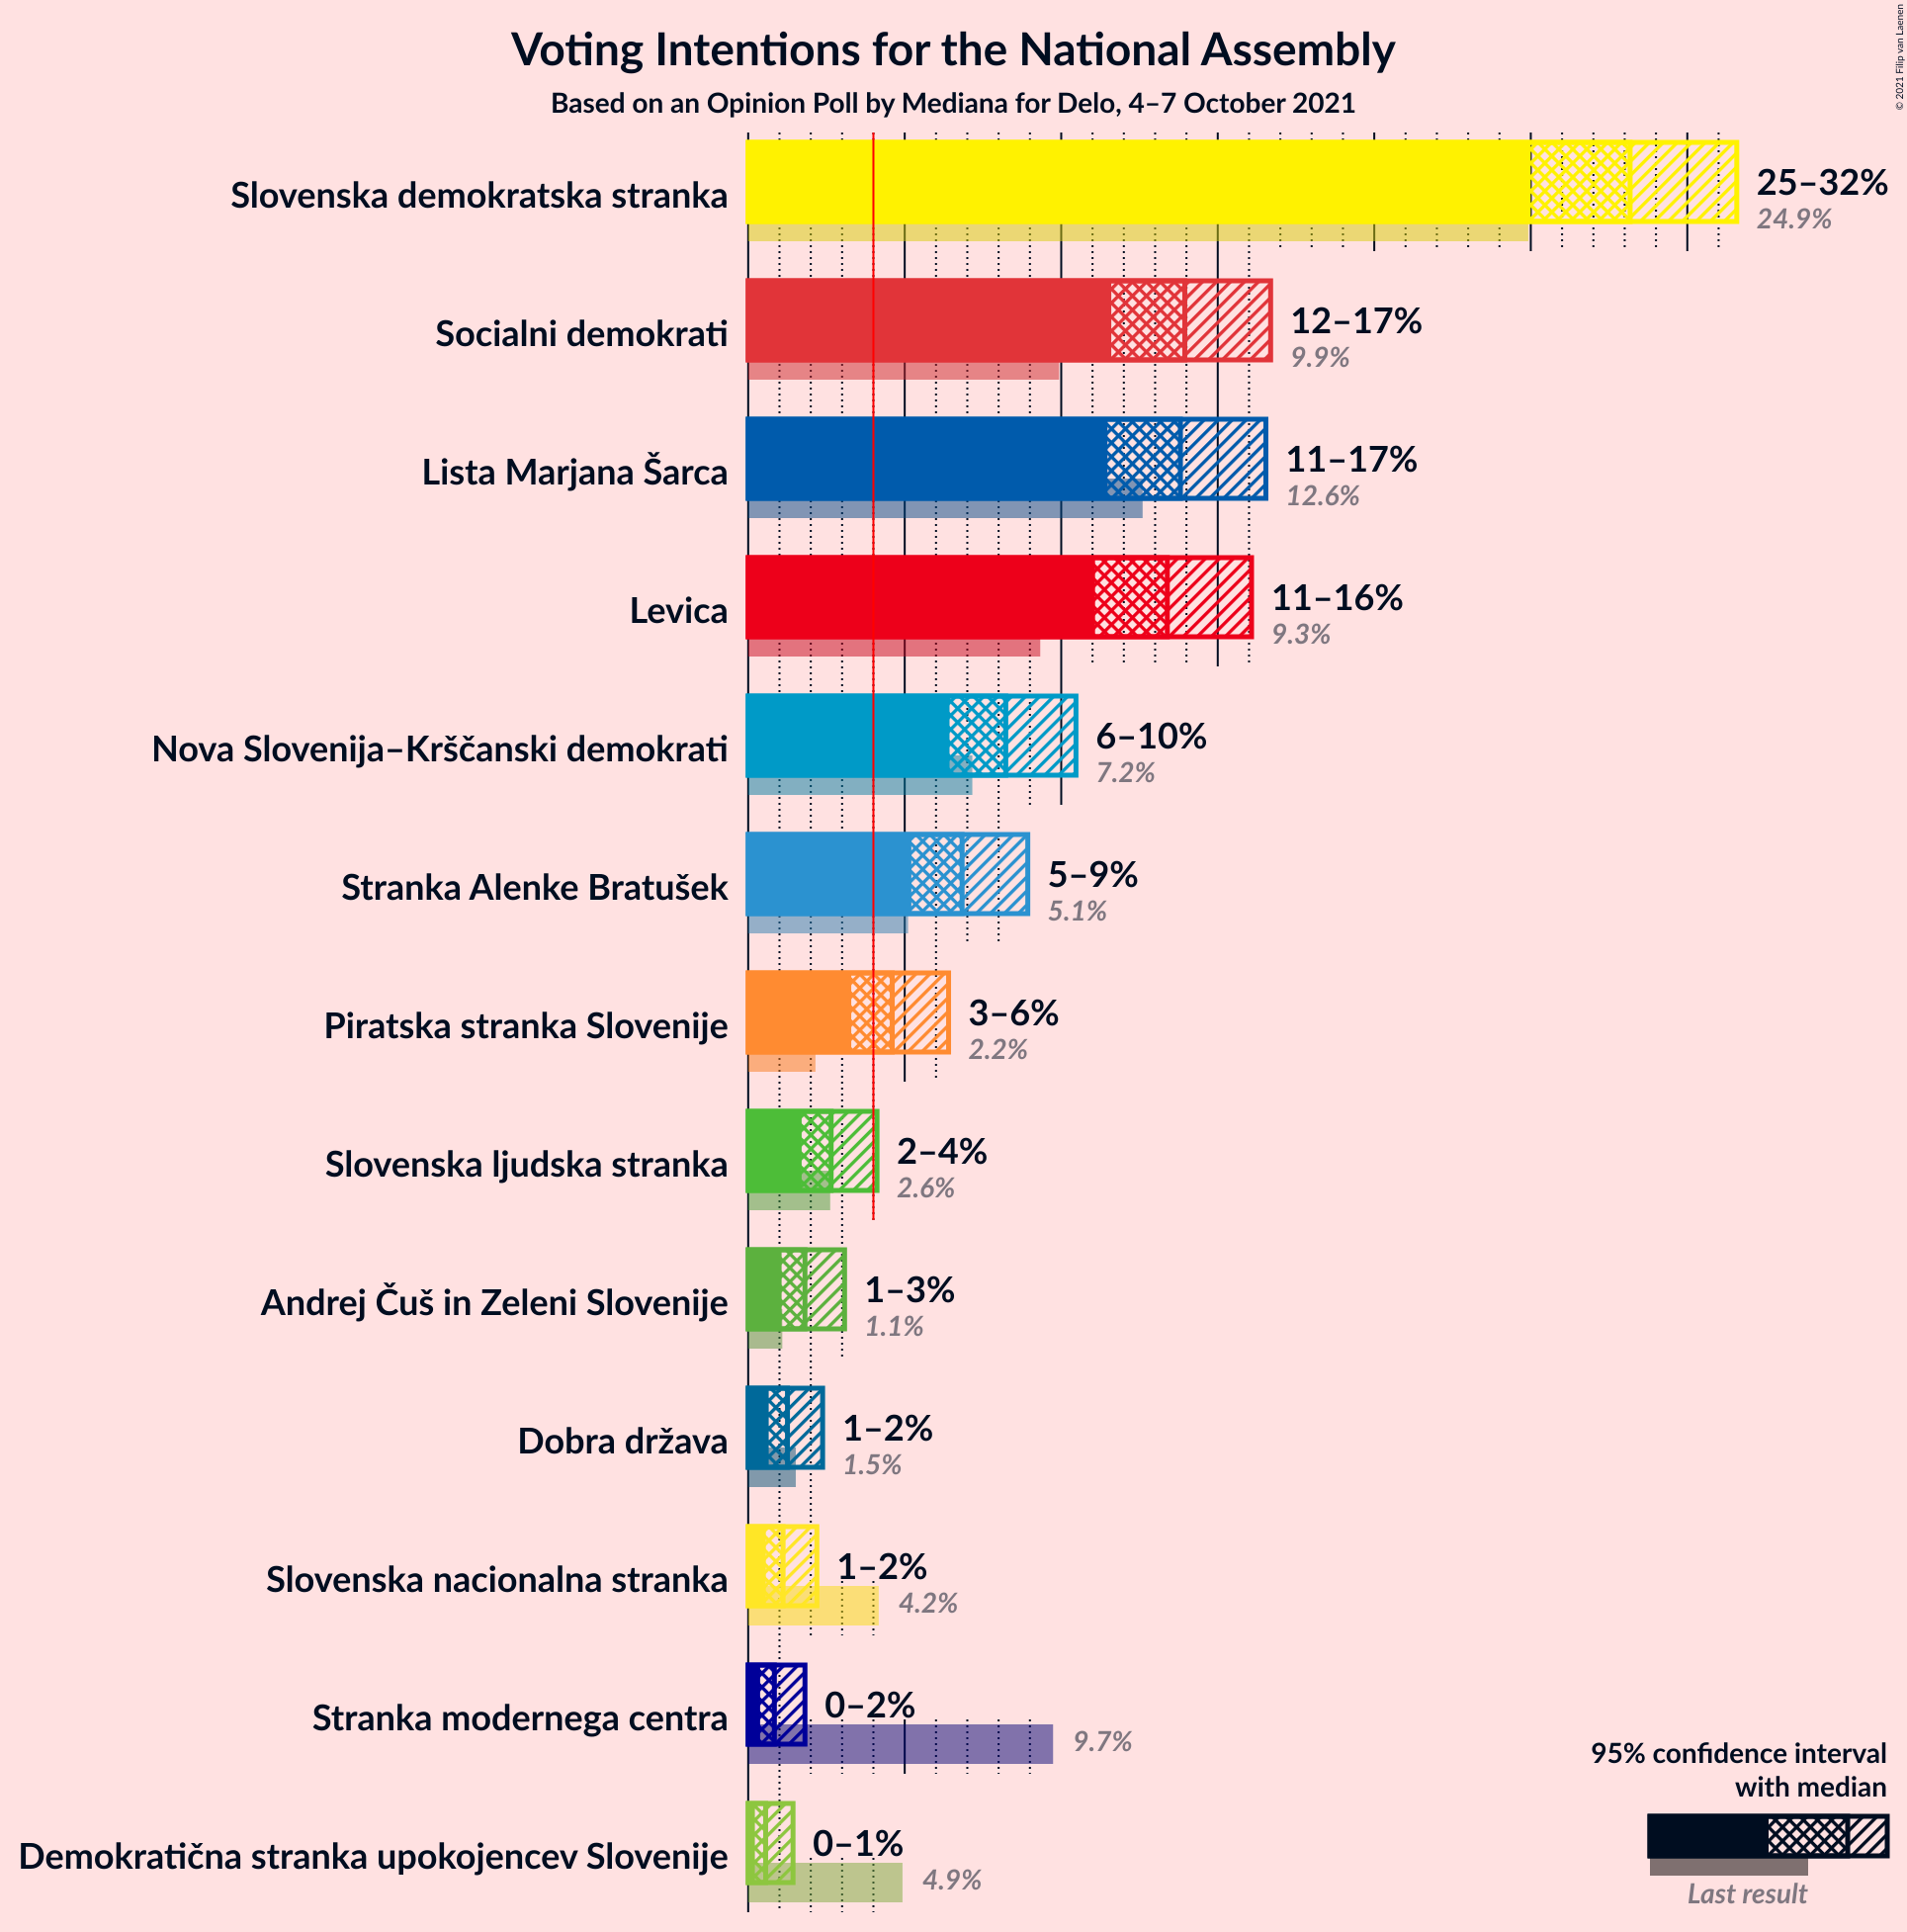 © 2021 Filip van Laenen
Voting Intentions for the National Assembly
Based on an Opinion Poll by Mediana for Delo, 4–7 October 2021
Slovenska demokratska stranka
25–32%
24.9%
Socialni demokrati
12–17%
9.9%
Lista Marjana Šarca
11–17%
12.6%
Levica
11–16%
9.3%
Nova Slovenija–Krščanski demokrati
6–10%
7.2%
Stranka Alenke Bratušek
5–9%
5.1%
Piratska stranka Slovenije
3–6%
2.2%
Slovenska ljudska stranka
2–4%
2.6%
Andrej Čuš in Zeleni Slovenije
1–3%
1.1%
Dobra država
1–2%
1.5%
Slovenska nacionalna stranka
1–2%
4.2%
Stranka modernega centra
0–2%
9.7%
Demokratična stranka upokojencev Slovenije
0–1%
4.9%
95% confidence interval
with median
Last result